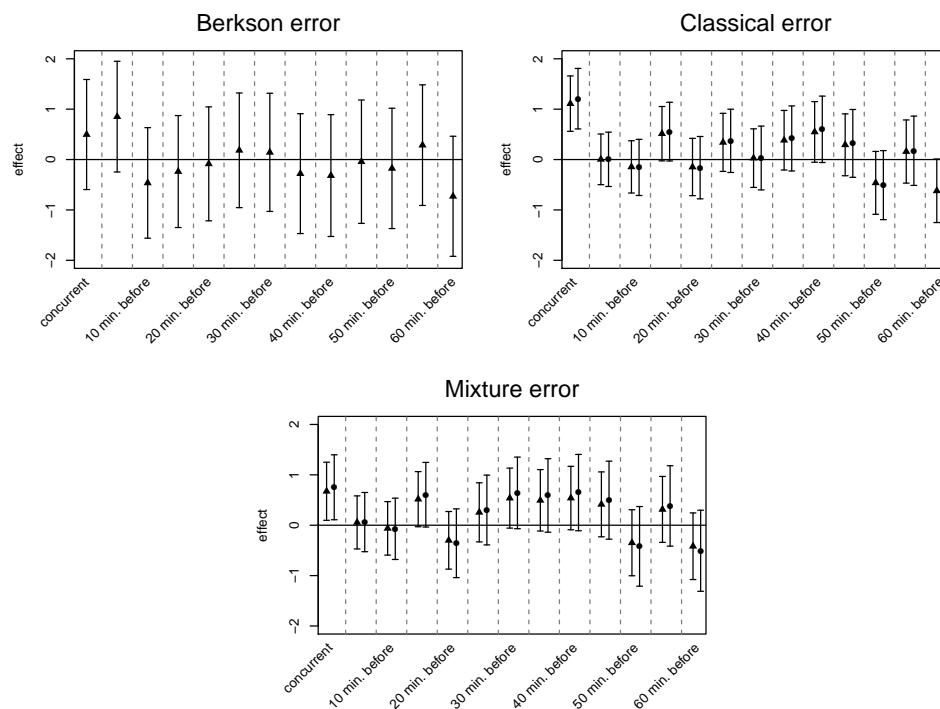 Berkson error
effect
2
1
0
−1
−2
concurrent
10 min. before
20 min. before
30 min. before
40 min. before
50 min. before
60 min. before
Classical error
effect
2
1
0
−1
−2
concurrent
10 min. before
20 min. before
30 min. before
40 min. before
50 min. before
60 min. before
Mixture error
effect
2
1
0
−1
−2
concurrent
10 min. before
20 min. before
30 min. before
40 min. before
50 min. before
60 min. before